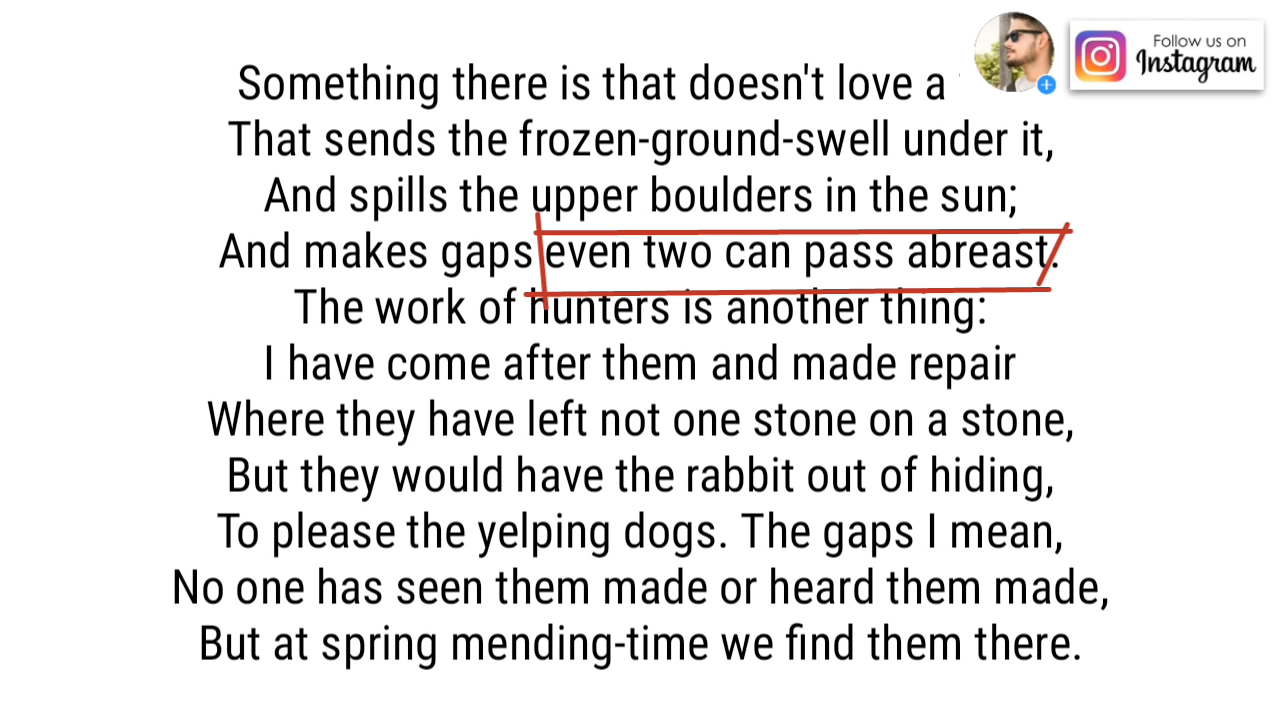 Follow us on
Instagram
Something there is that doesn't love a
That sends the frozen-ground-swell under it,
And spills the upper boulders in the sun;
And makes gaps even two can pass abreast.
The work of hunters is another thing:
I have come after them and made repair
Where they have left not one stone on a stone,
But they would have the rabbit out of hiding,
To please the yelping dogs. The gaps I mean,
No one has seen them made or heard them made,
But at spring mending-time we find them there.